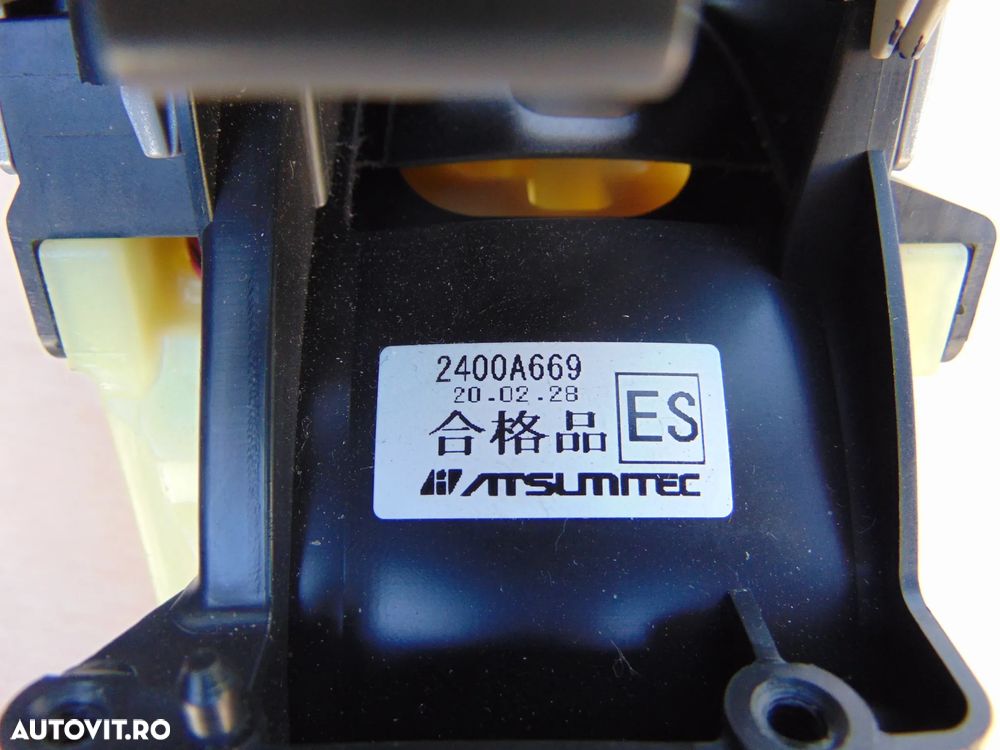 2400A669
20-02-28
合格品
ES
ATSUMITEC
AUTOVIT.RO